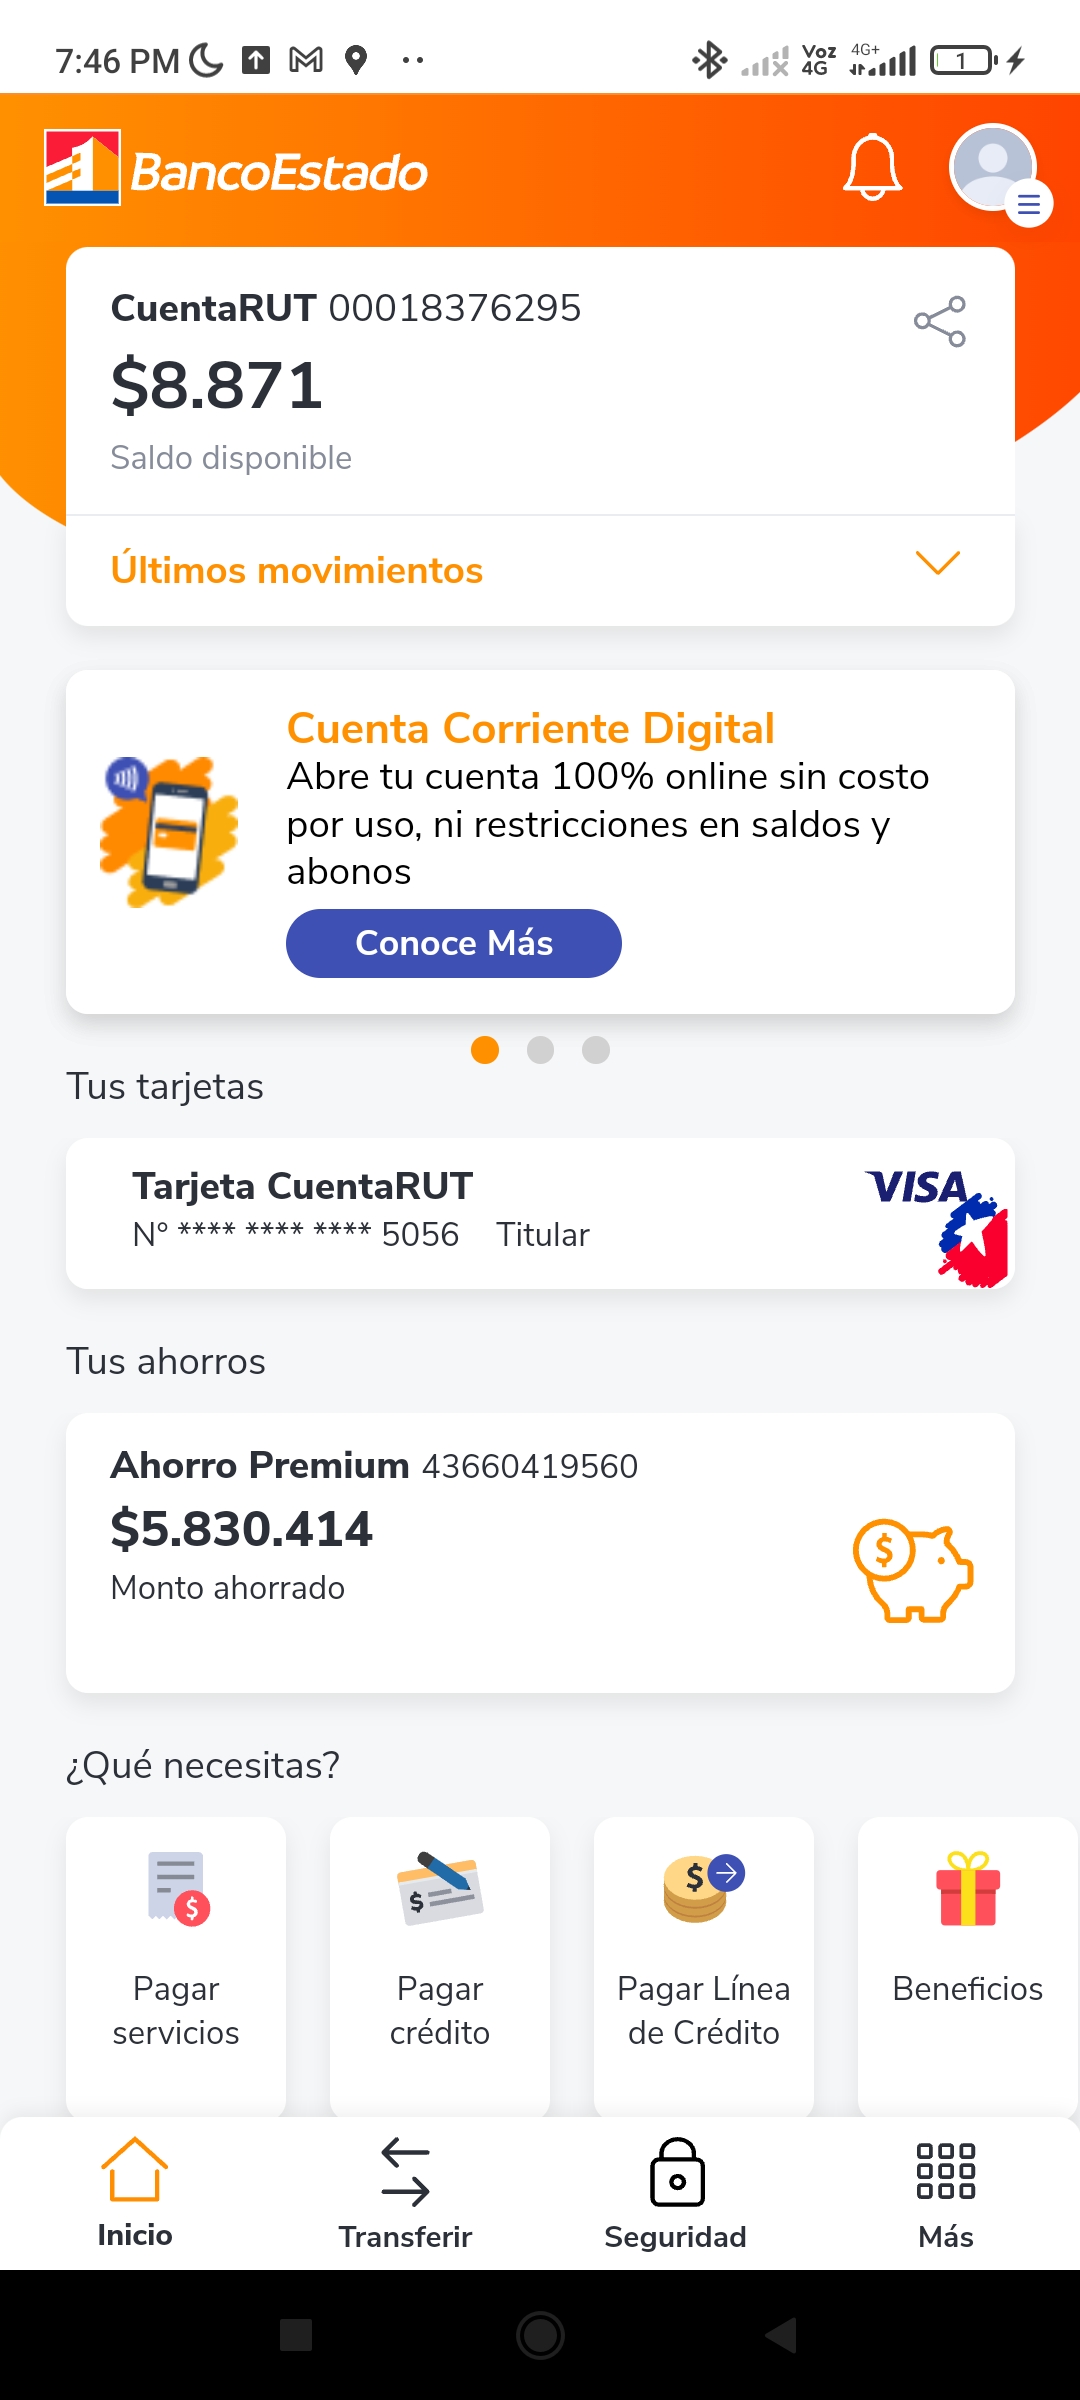 7:46 PM
Voz 4G
4G+
1
BancoEstado
CuentaRUT 00018376295
$8.871
Saldo disponible
Últimos movimientos
Cuenta Corriente Digital
Abre tu cuenta 100% online sin costo
por uso, ni restricciones en saldos y
abonos
Conoce Más
Tus tarjetas
Tarjeta CuentaRUT
N° **** **** **** 5056 Titular
VISA
Tus ahorros
Ahorro Premium 43660419560
$5.830.414
Monto ahorrado
¿Qué necesitas?
Pagar
servicios
Pagar
crédito
Pagar Línea
de Crédito
Beneficios
Inicio
Transferir
Seguridad
Más